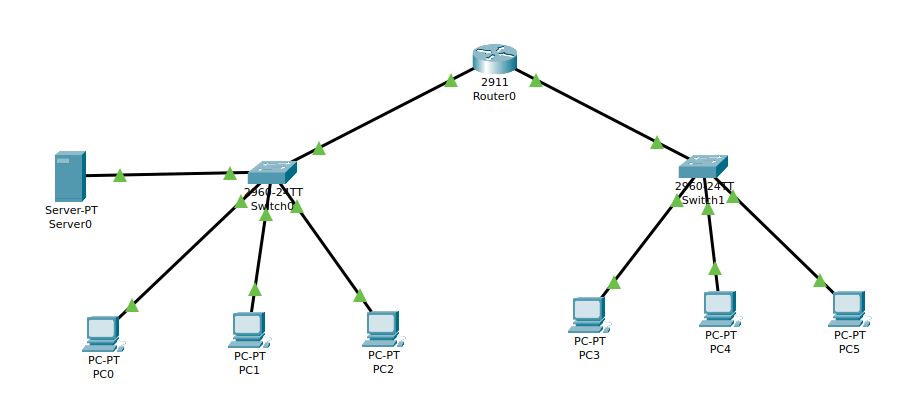 2911
Router0
2960-24TT
Switch0
2960-24TT
Switch1
Server-PT
Server0
PC-PT
PC0
PC-PT
PC1
PC-PT
PC2
PC-PT
PC3
PC-PT
PC4
PC-PT
PC5